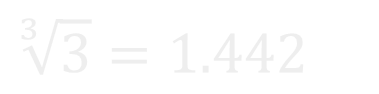 ∛3 = 1.442